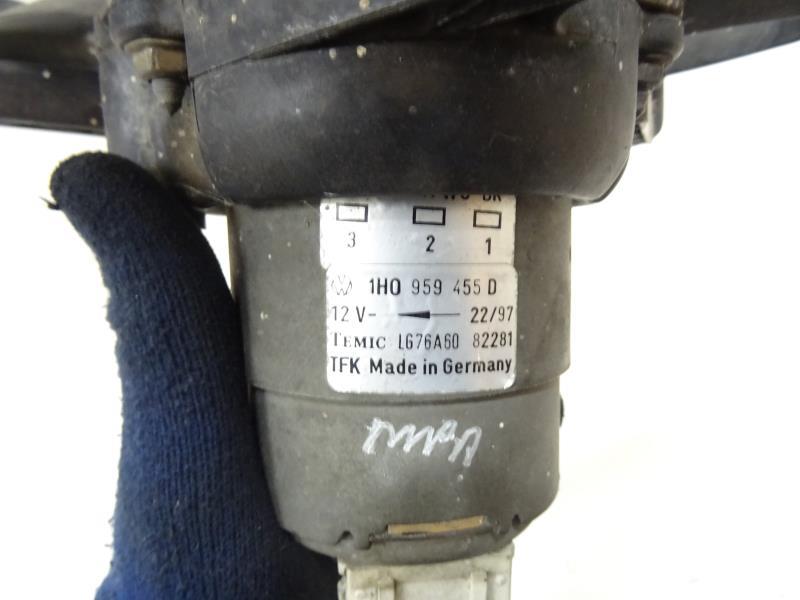 3 2 1
1H0 959 455 D
12 V- 22/97
TEMIC LG76A60 82281
TFK Made in Germany